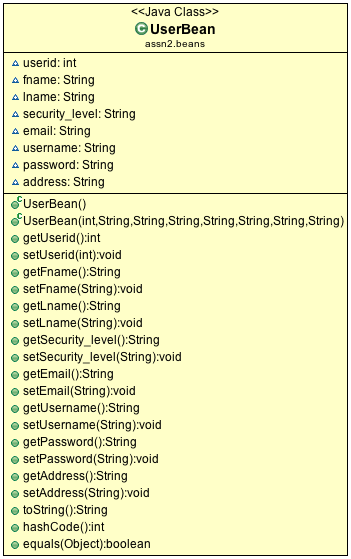 <<Java Class>>
UserBean
assn2.beans
userid: int
fname: String
lname: String
security_level: String
email: String
username: String
password: String
address: String
UserBean()
UserBean(int,String,String,String,String,String,String,String)
getUserid():int
setUserid(int):void
getFname():String
setFname(String):void
getLname():String
setLname(String):void
getSecurity_level():String
setSecurity_level(String):void
getEmail():String
setEmail(String):void
getUsername():String
setUsername(String):void
getPassword():String
setPassword(String):void
getAddress():String
setAddress(String):void
toString():String
hashCode():int
equals(Object):boolean